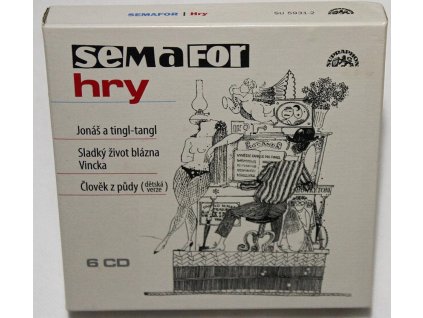 SEMAFOR | Hry
SU 5931-2
SUPRAPHON
semaFor
hry
Jonáš a tingl-tangl
Sladký život blázna
Vincka
Člověk z půdy (dětská verze)
6 CD